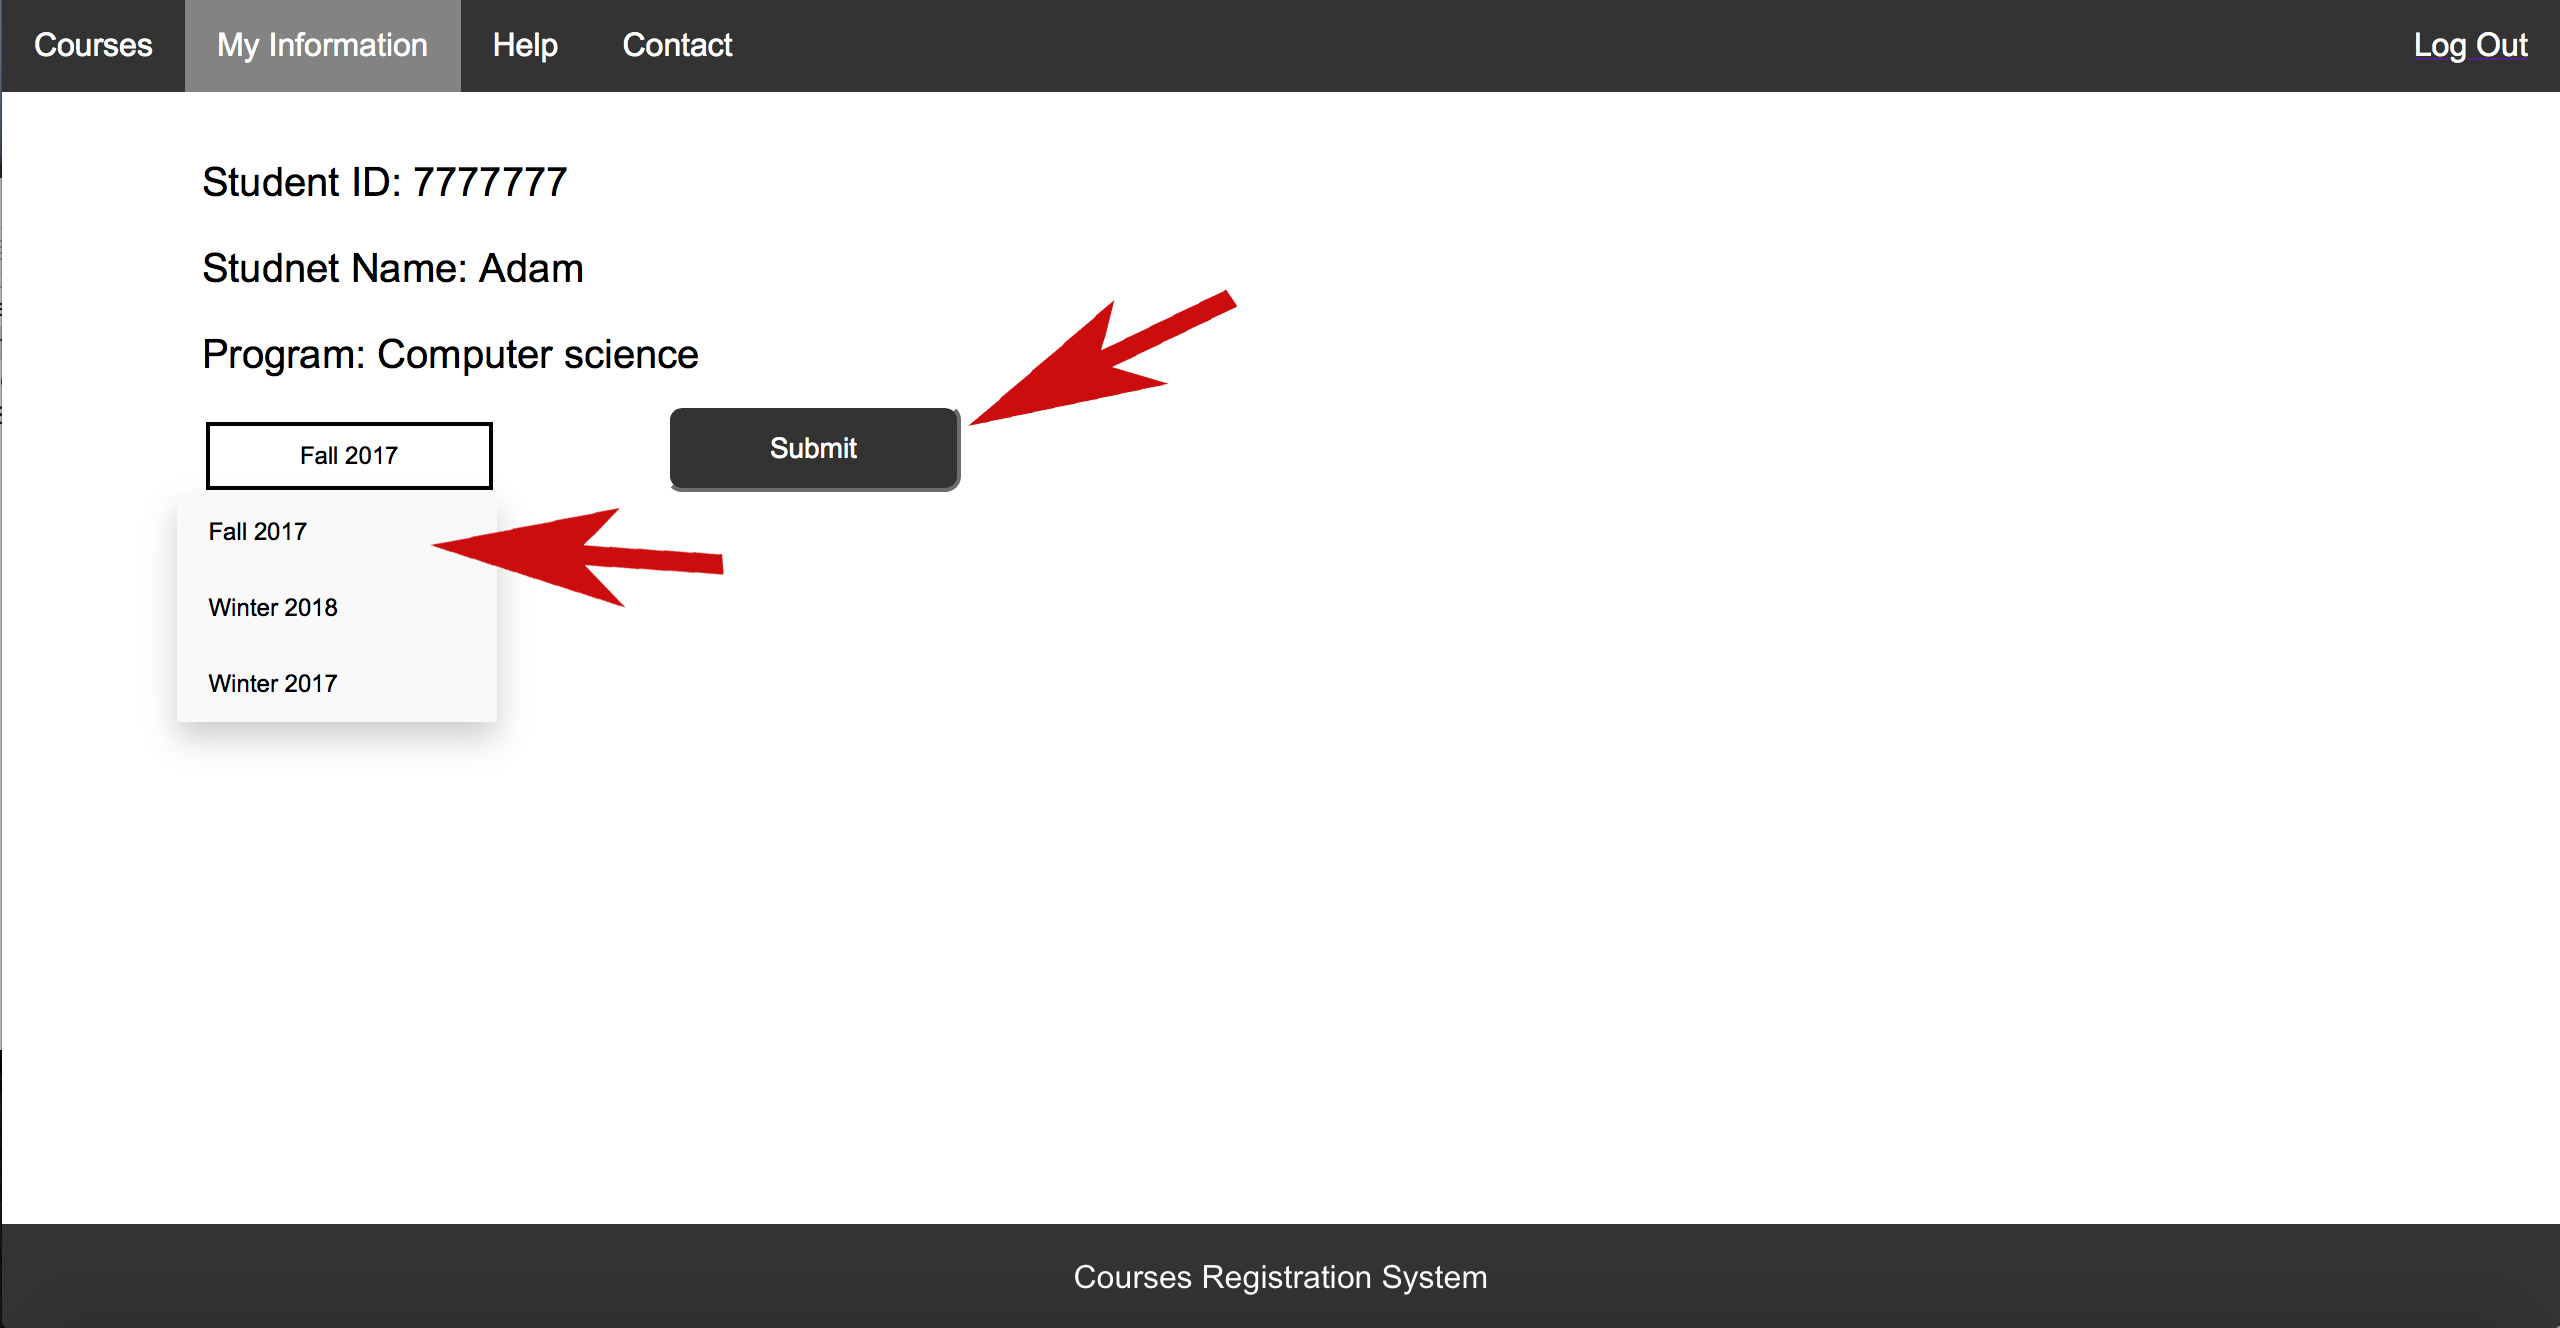 Courses My Information Help Contact Log Out
Student ID: 7777777
Studnet Name: Adam
Program: Computer science
Fall 2017 Submit
Fall 2017
Winter 2018
Winter 2017
Courses Registration System